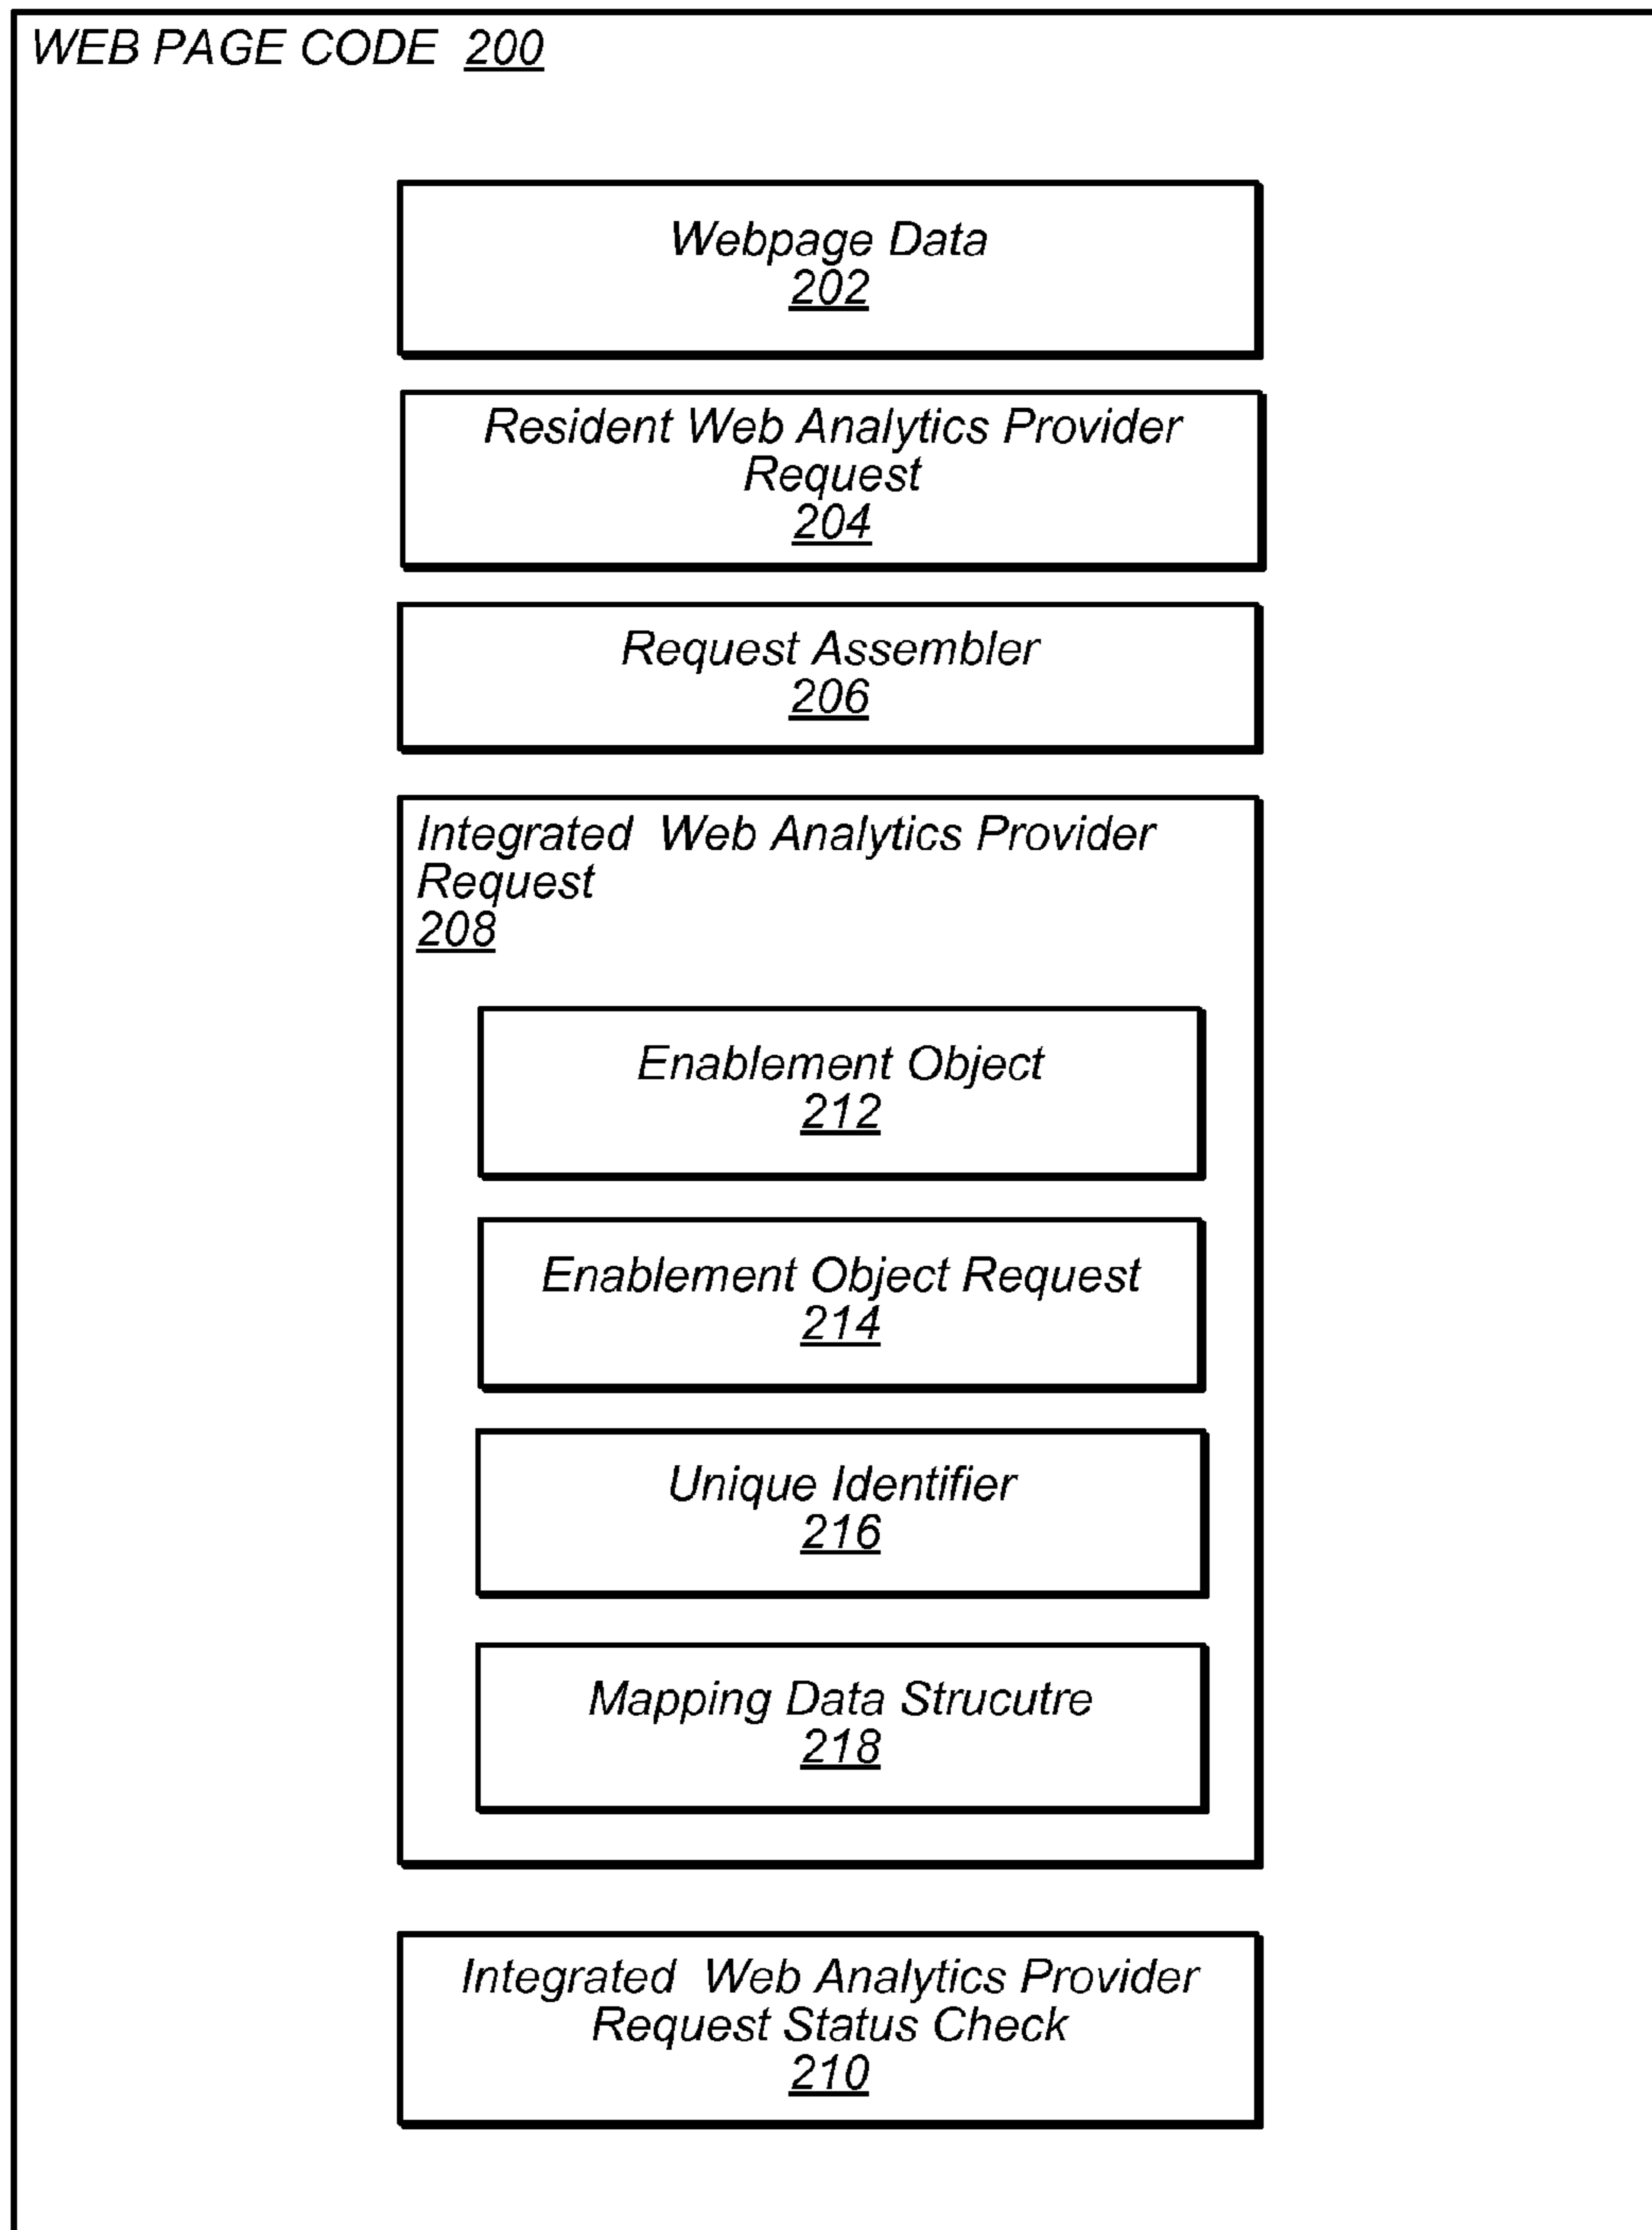 WEB PAGE CODE 200
Webpage Data
202
Resident Web Analytics Provider
Request
204
Request Assembler
206
Integrated Web Analytics Provider
Request
208
Enablement Object
212
Enablement Object Request
214
Unique Identifier
216
Mapping Data Strucutre
218
Integrated Web Analytics Provider
Request Status Check
210